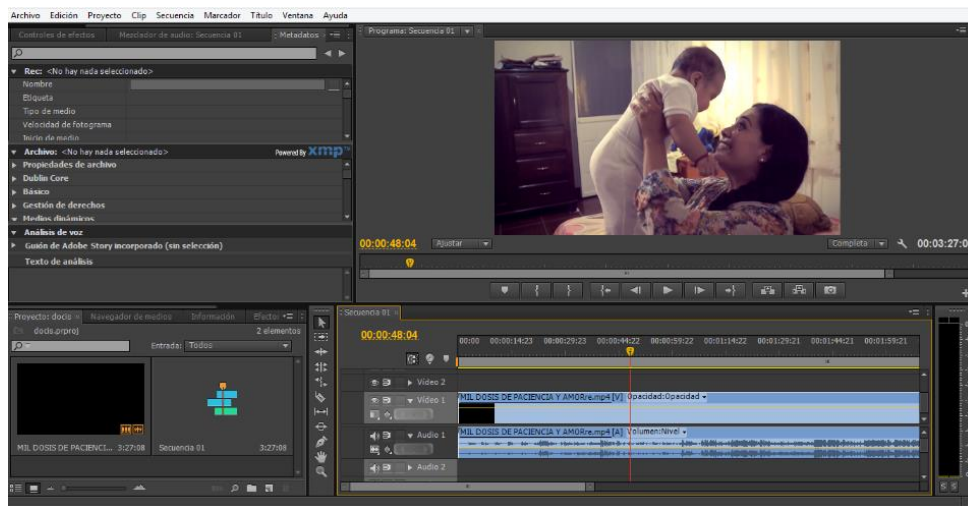 Archivo Edición Proyecto Clip Secuencia Marcador Título Ventana Ayuda
Controles de efectos Mezclador de audio: Secuencia 01 Metadatos
Programa: Secuencia 01
Rec: <No hay nada seleccionado>
Nombre
Etiqueta
Tipo de medio
Velocidad de fotograma
Inicio de medio
Archivo: <No hay nada seleccionado> Powered By xmp
Propiedades de archivo
Dublin Core
Básico
Gestión de derechos
Medios dinámicos
Análisis de voz
Guión de Adobe Story incorporado (sin selección)
Texto de análisis
00:00:48:04 Ajustar Completa 00:03:27:0
Proyecto: docis Navegador de medios Información Efectos
docis.prproj 2 elementos
Entrada: Todos
MIL DOSIS DE PACIENCI... 3:27:08 Secuencia 01 3:27:08
Secuencia 01
00:00:48:04
00:00 00:00:14:23 00:00:29:23 00:00:44:22 00:00:59:22 00:01:14:22 00:01:29:21 00:01:44:21 00:01:59:21
Vídeo 2
Vídeo 1 MIL DOSIS DE PACIENCIA Y AMORre.mp4 [V] Opacidad:Opacidad
Audio 1 MIL DOSIS DE PACIENCIA Y AMORre.mp4 [A] Volumen:Nivel
Audio 2
S S